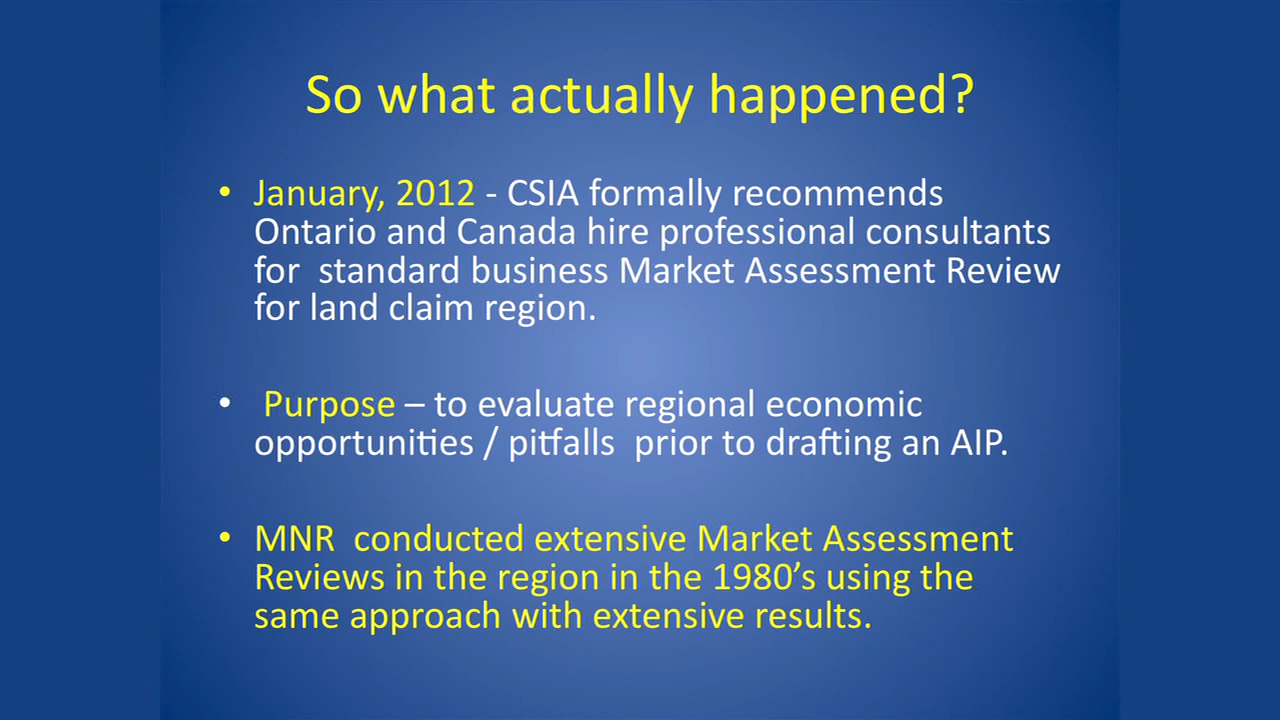 So what actually happened?
• January, 2012 - CSIA formally recommends
Ontario and Canada hire professional consultants
for  standard business Market Assessment Review
for land claim region.
•  Purpose – to evaluate regional economic
opportunities / pitfalls  prior to drafting an AIP.
• MNR  conducted extensive Market Assessment
Reviews in the region in the 1980’s using the
same approach with extensive results.